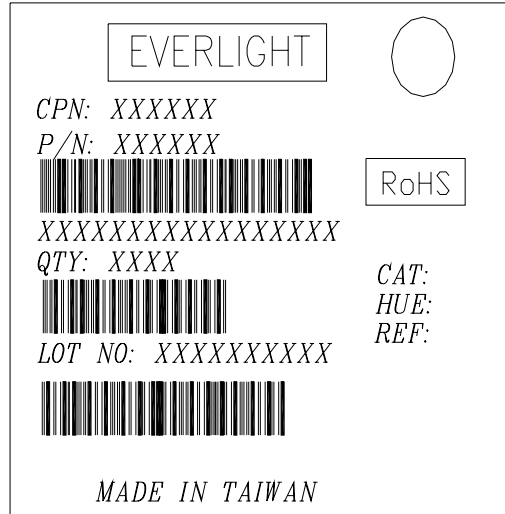 EVERLIGHT
CPN: XXXXXX
P/N: XXXXXX
RoHS
XXXXXXXXXXXXXXXXX
QTY: XXXX
CAT:
HUE:
REF:
LOT NO: XXXXXXXXXX
MADE IN TAIWAN